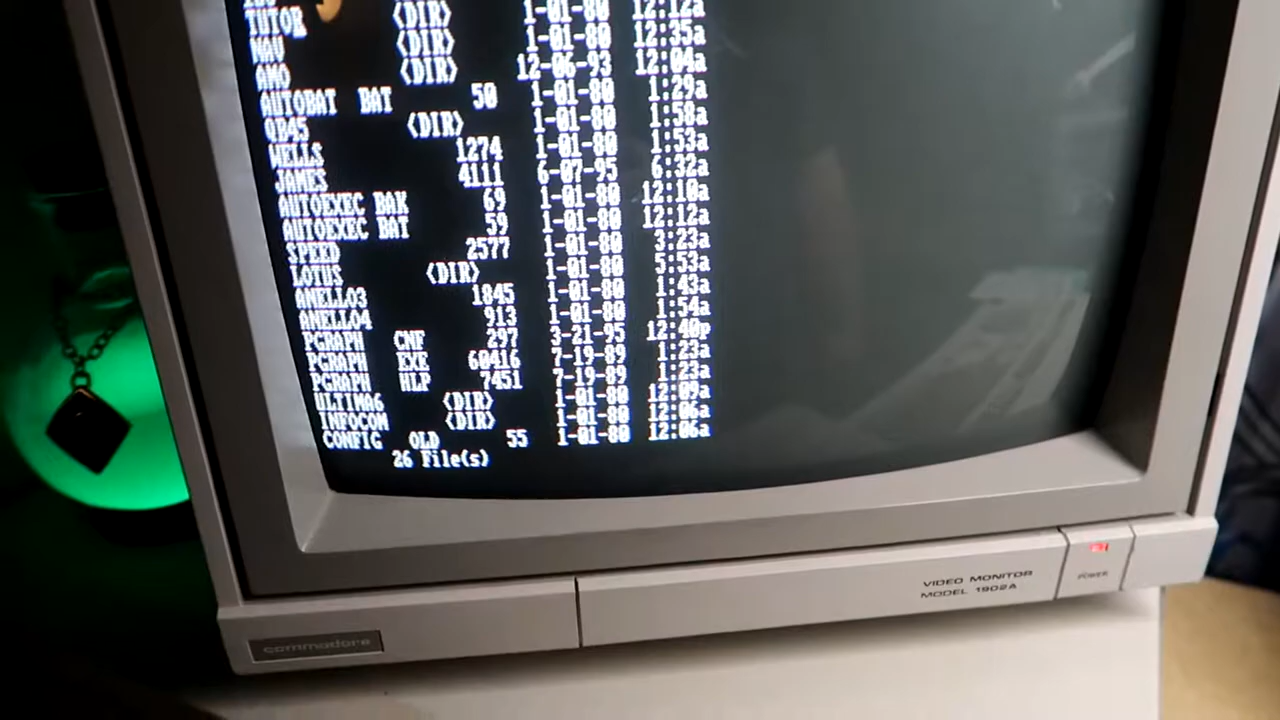 TUTOR <DIR> 1-01-80 12:12a
<DIR> 1-01-80 12:35a
AMO <DIR> 12-06-93 12:04a
AUTOBAT BAT 50 1-01-80 1:29a
QB45 <DIR> 1-01-80 1:58a
WELLS 1274 1-01-80 1:53a
JAMES 4111 6-07-95 6:32a
AUTOEXEC BAK 69 1-01-80 12:10a
AUTOEXEC BAT 59 1-01-80 12:12a
SPEED 2577 1-01-80 3:23a
LOTUS <DIR> 1-01-80 5:53a
ANELLO3 1845 1-01-80 1:43a
ANELLO4 913 1-01-80 1:54a
PGRAPH CNF 297 3-21-95 12:40p
PGRAPH EXE 60416 7-19-89 1:23a
PGRAPH HLP 7451 7-19-89 1:23a
ULTIMA6 <DIR> 1-01-80 12:09a
INFOCOM <DIR> 1-01-80 12:06a
CONFIG OLD 55 1-01-80 12:06a
26 File(s)
VIDEO MONITOR
MODEL 1902A
POWER
commodore